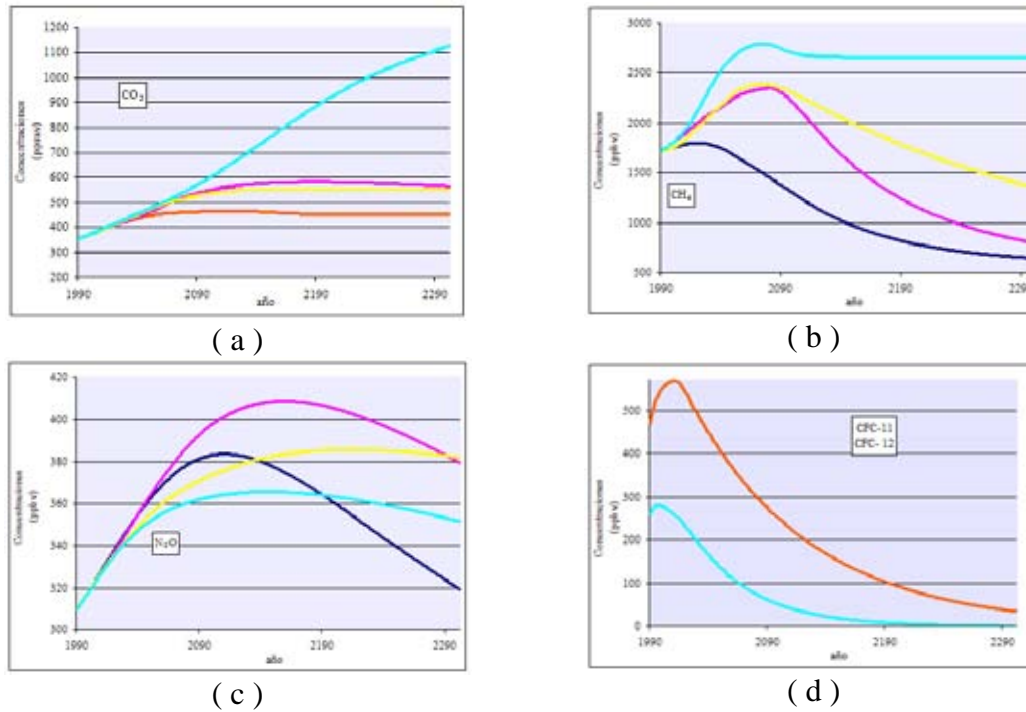 1200
1100
1000
900
800
700
600
500
400
300
200
Concentraciones
(ppmv)
CO₂
1990
2090
2190
2290
año
( a )
3000
2500
2000
1500
1000
500
Concentraciones
(ppbv)
CH₄
1990
2090
2190
2290
año
( b )
420
400
380
360
340
320
300
Concentraciones
(ppbv)
N₂O
1990
2090
2190
2290
año
( c )
500
400
300
200
100
0
Concentraciones
(ppbv)
CFC-11
CFC- 12
1990
2090
2190
2290
año
( d )